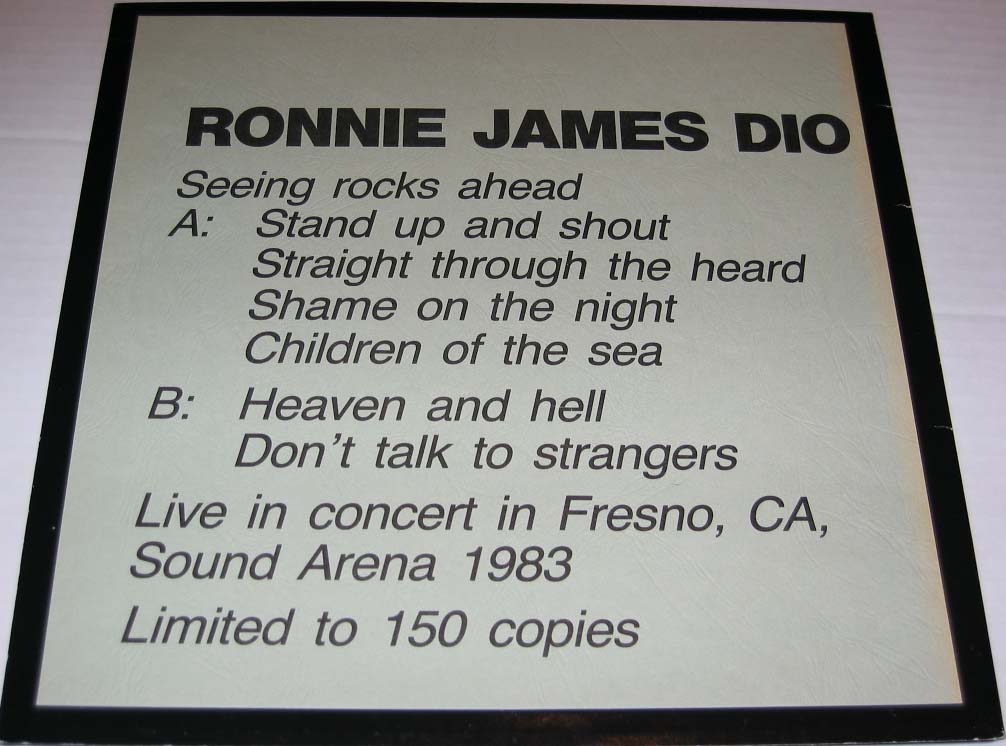 RONNIE JAMES DIO
Seeing rocks ahead
A: Stand up and shout
Straight through the heard
Shame on the night
Children of the sea
B: Heaven and hell
Don't talk to strangers
Live in concert in Fresno, CA,
Sound Arena 1983
Limited to 150 copies